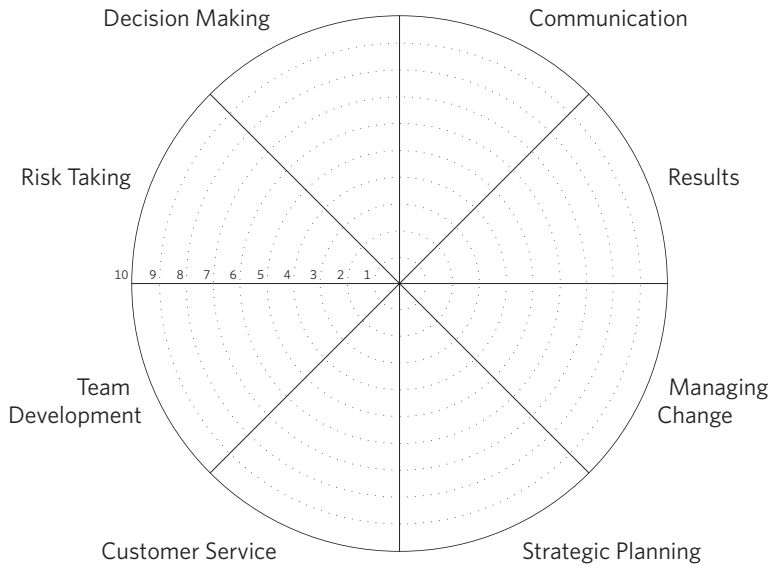 Decision Making
Communication
Risk Taking
Results
10 9 8 7 6 5 4 3 2 1
Team
Development
Managing
Change
Customer Service
Strategic Planning